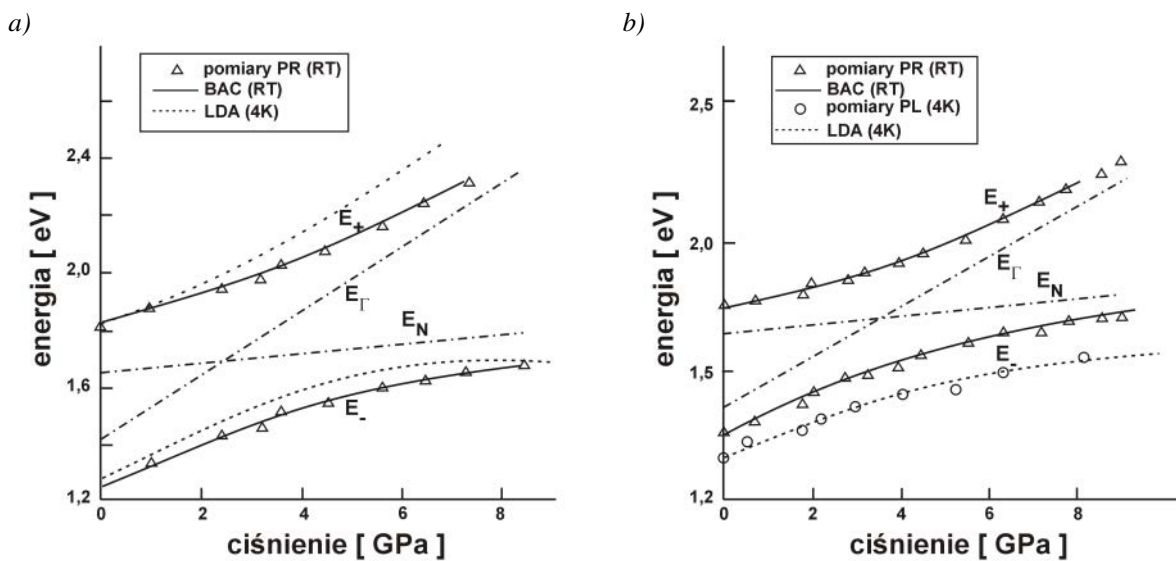 a)
pomiary PR (RT)
BAC (RT)
LDA (4K)
energia [ eV ]
2,4
2,0
1,6
1,2
E+
EΓ
EN
E-
0 2 4 6 8
ciśnienie [ GPa ]
b)
pomiary PR (RT)
BAC (RT)
pomiary PL (4K)
LDA (4K)
energia [ eV ]
2,5
2,0
1,5
1,2
E+
EΓ
EN
E-
0 2 4 6 8
ciśnienie [ GPa ]